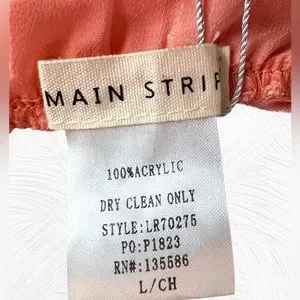 MAIN STRIP
100%ACRYLIC
DRY CLEAN ONLY
STYLE:LR70275
PO:P1823
RN#:135586
L/CH